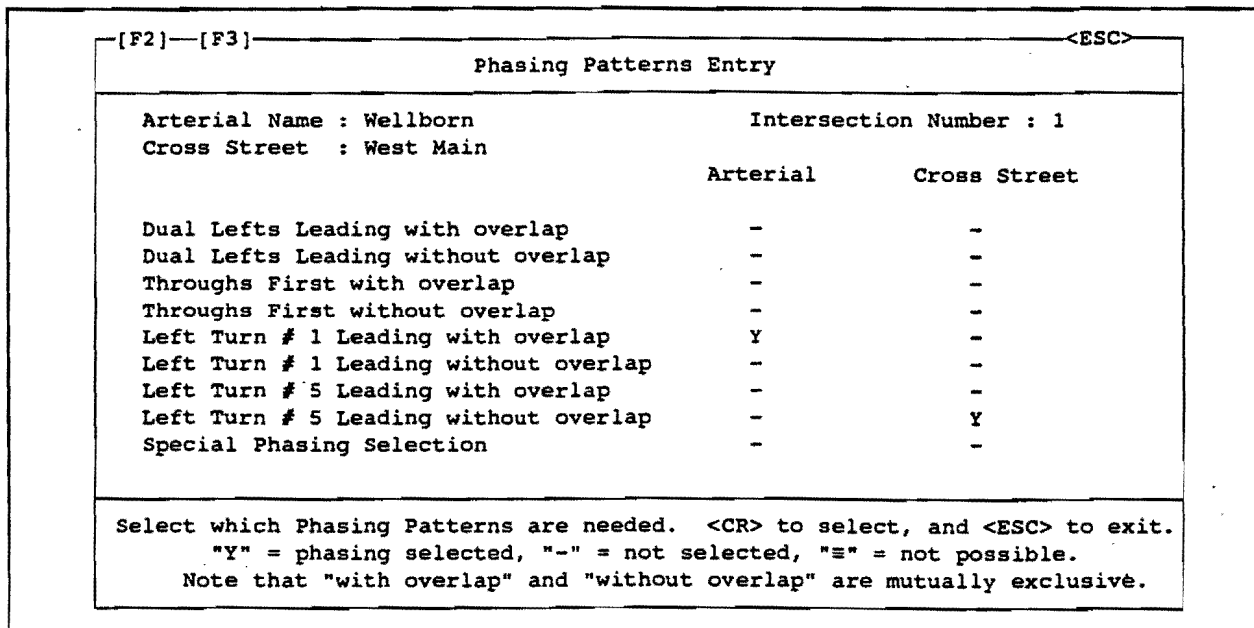 [F2] [F3] <ESC>
Phasing Patterns Entry
Arterial Name : Wellborn Intersection Number : 1
Cross Street : West Main
Arterial Cross Street
Dual Lefts Leading with overlap - -
Dual Lefts Leading without overlap - -
Throughs First with overlap - -
Throughs First without overlap - -
Left Turn # 1 Leading with overlap Y -
Left Turn # 1 Leading without overlap - -
Left Turn # 5 Leading with overlap - -
Left Turn # 5 Leading without overlap - Y
Special Phasing Selection - -
Select which Phasing Patterns are needed. <CR> to select, and <ESC> to exit.
"Y" = phasing selected, "-" = not selected, "≡" = not possible.
Note that "with overlap" and "without overlap" are mutually exclusive.